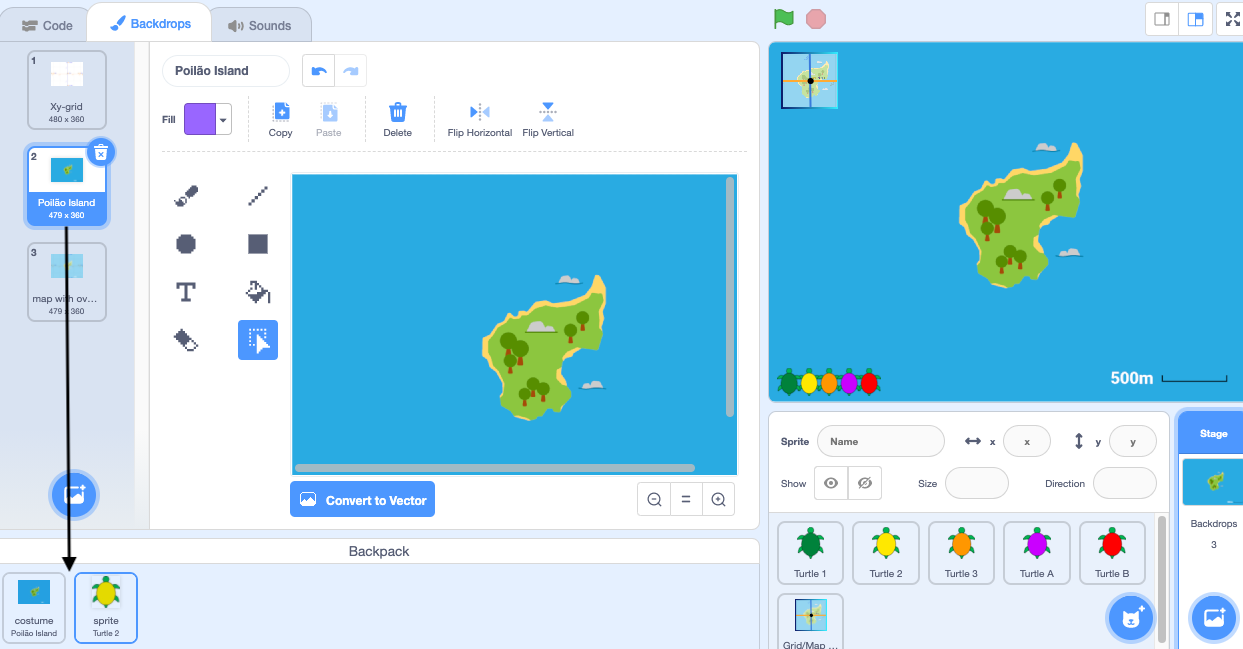 Code
Backdrops
Sounds
1
Xy-grid
480 x 360
2
Poilão Island
479 x 360
3
map with ov...
479 x 360
Poilão Island
Fill
Copy
Paste
Delete
Flip Horizontal
Flip Vertical
T
Convert to Vector
Backpack
costume
Poilão Island
sprite
Turtle 2
500m
Sprite
Name
x
x
y
y
Show
Size
Direction
Turtle 1
Turtle 2
Turtle 3
Turtle A
Turtle B
Grid/Map ...
Stage
Backdrops
3